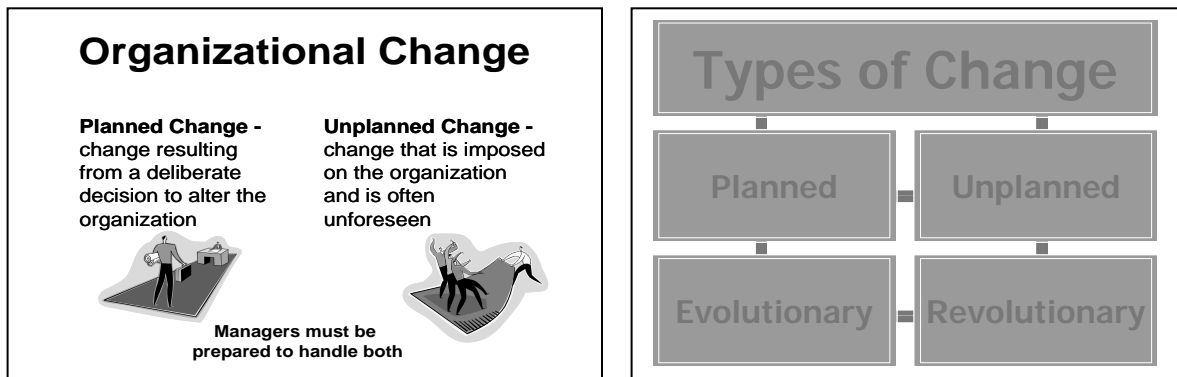 Organizational Change
Planned Change -
change resulting
from a deliberate
decision to alter the
organization
Unplanned Change -
change that is imposed
on the organization
and is often
unforeseen
Managers must be
prepared to handle both
Types of Change
Planned
Unplanned
Evolutionary
Revolutionary